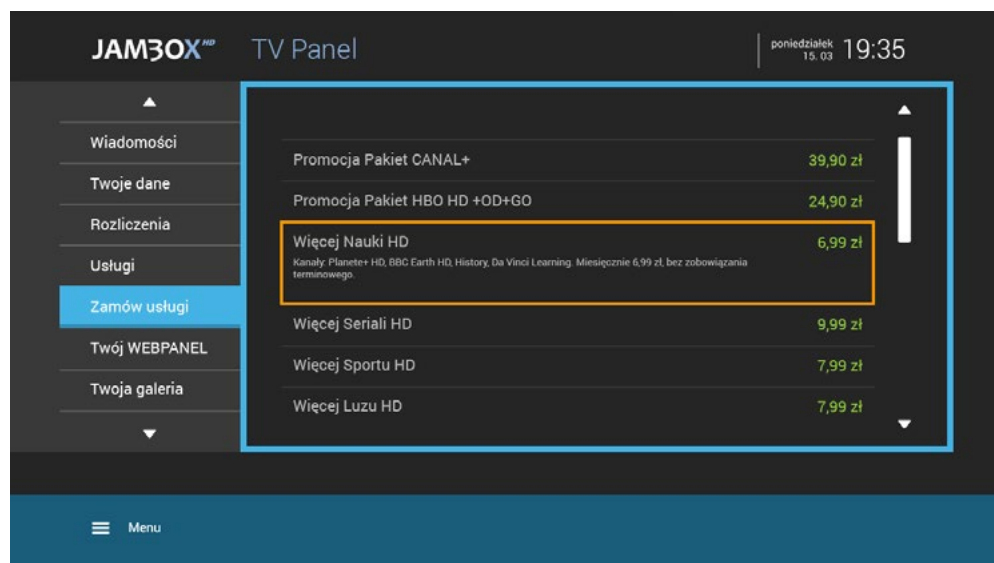 JAMBOX HD TV Panel poniedziałek 15.03 19:35
Wiadomości
Twoje dane
Rozliczenia
Usługi
Zamów usługi
Twój WEBPANEL
Twoja galeria
Promocja Pakiet CANAL+ 39,90 zł
Promocja Pakiet HBO HD +OD+GO 24,90 zł
Więcej Nauki HD 6,99 zł
Kanały: Planete+ HD, BBC Earth HD, History, Da Vinci Learning. Miesięcznie 6,99 zł, bez zobowiązania
terminowego.
Więcej Seriali HD 9,99 zł
Więcej Sportu HD 7,99 zł
Więcej Luzu HD 7,99 zł
Menu